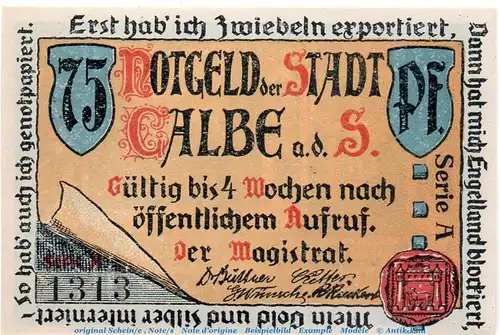 Erst hab' ich Zwiebeln exportiert,
Dann hat mich Engelland blockiert,
Mein Gold und Silber interniert
So hab' auch ich genotpapiert.
75
Pf.
NOTGELD der STADT
CALBE a.d. S.
Gültig bis 4 Wochen nach
öffentlichem Aufruf.
Der Magistrat.
Serie A
Serie A
1313
original Schein/e , Note/s Note d'origine Beispielbild Example Modele © Antik